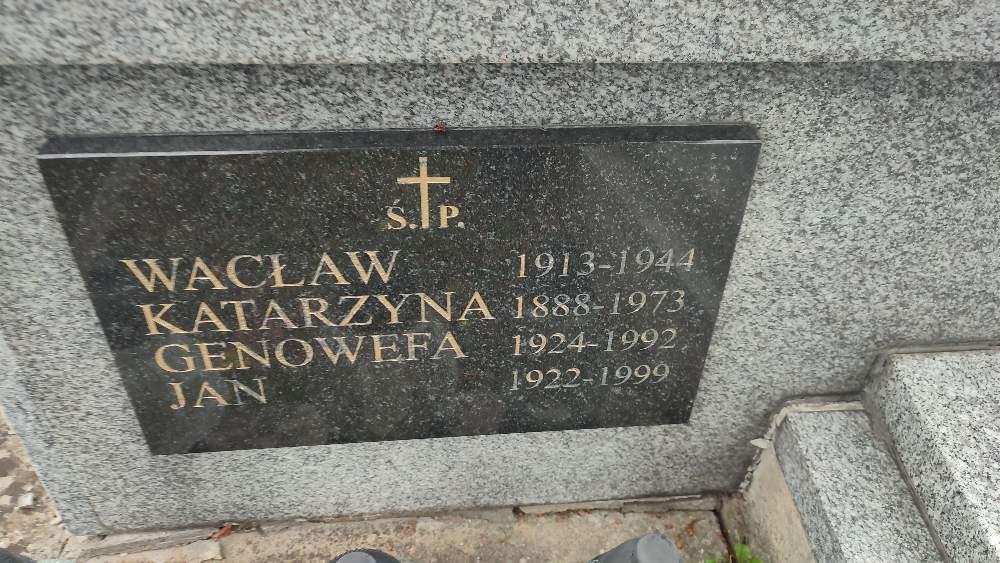 Ś. P.
WACŁAW 1913-1944
KATARZYNA 1888-1973
GENOWEFA 1924-1992
JAN 1922-1999